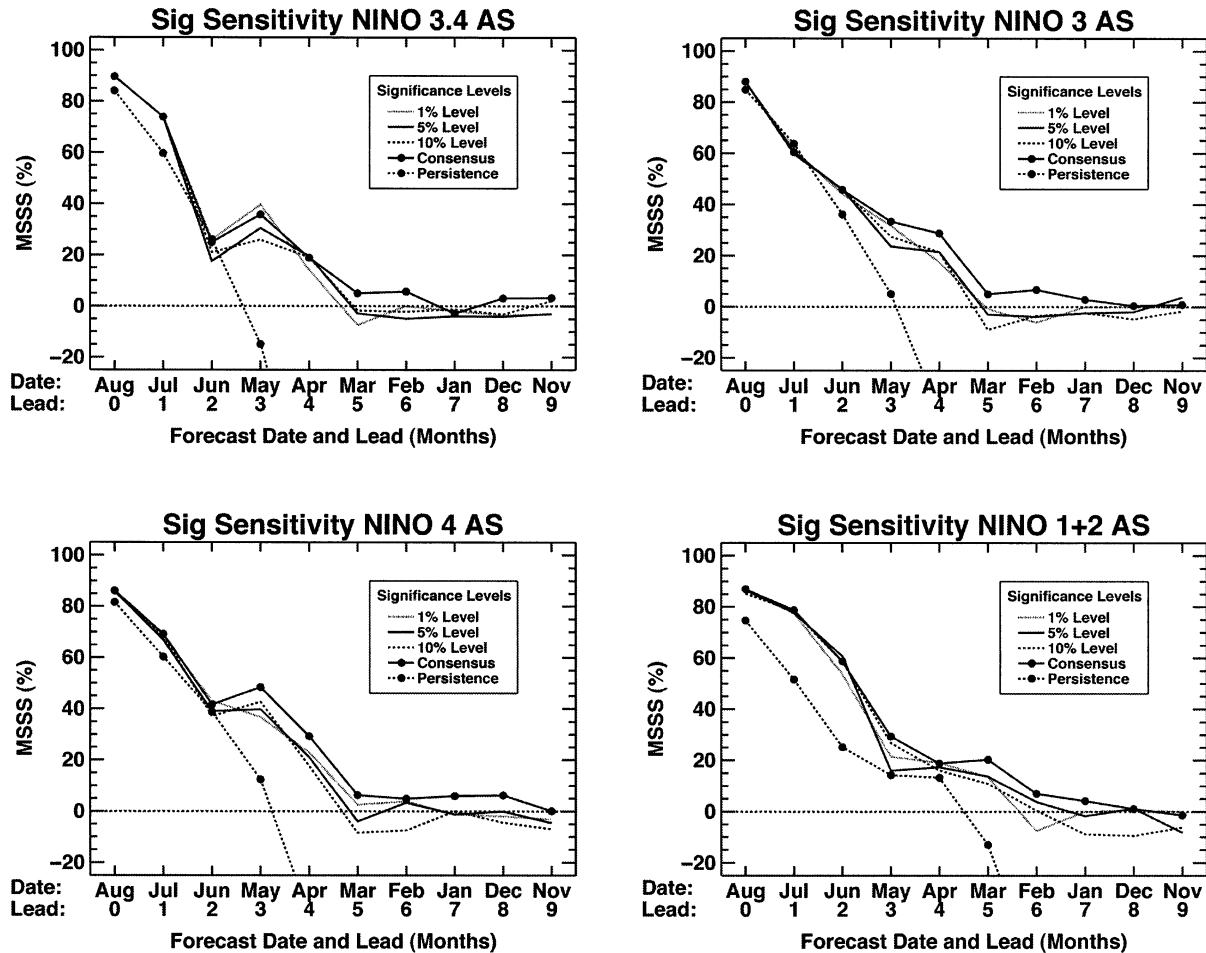 Sig Sensitivity NINO 3.4 AS
MSSS (%)
100
80
60
40
20
0
−20
Significance Levels
1% Level
5% Level
10% Level
Consensus
Persistence
Date: Aug Jul Jun May Apr Mar Feb Jan Dec Nov
Lead: 0 1 2 3 4 5 6 7 8 9
Forecast Date and Lead (Months)
Sig Sensitivity NINO 3 AS
MSSS (%)
100
80
60
40
20
0
−20
Significance Levels
1% Level
5% Level
10% Level
Consensus
Persistence
Date: Aug Jul Jun May Apr Mar Feb Jan Dec Nov
Lead: 0 1 2 3 4 5 6 7 8 9
Forecast Date and Lead (Months)
Sig Sensitivity NINO 4 AS
MSSS (%)
100
80
60
40
20
0
−20
Significance Levels
1% Level
5% Level
10% Level
Consensus
Persistence
Date: Aug Jul Jun May Apr Mar Feb Jan Dec Nov
Lead: 0 1 2 3 4 5 6 7 8 9
Forecast Date and Lead (Months)
Sig Sensitivity NINO 1+2 AS
MSSS (%)
100
80
60
40
20
0
−20
Significance Levels
1% Level
5% Level
10% Level
Consensus
Persistence
Date: Aug Jul Jun May Apr Mar Feb Jan Dec Nov
Lead: 0 1 2 3 4 5 6 7 8 9
Forecast Date and Lead (Months)